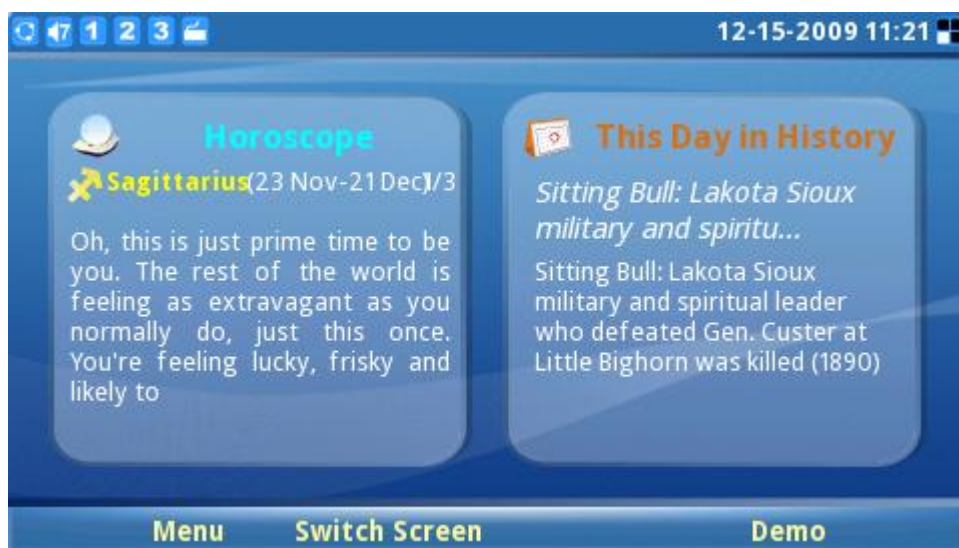 7 1 2 3
12-15-2009 11:21
Horoscope
Sagittarius(23 Nov-21Dec)1/3
Oh, this is just prime time to be
you. The rest of the world is
feeling as extravagant as you
normally do, just this once.
You're feeling lucky, frisky and
likely to
This Day in History
Sitting Bull: Lakota Sioux
military and spiritu...
Sitting Bull: Lakota Sioux
military and spiritual leader
who defeated Gen. Custer at
Little Bighorn was killed (1890)
Menu
Switch Screen
Demo